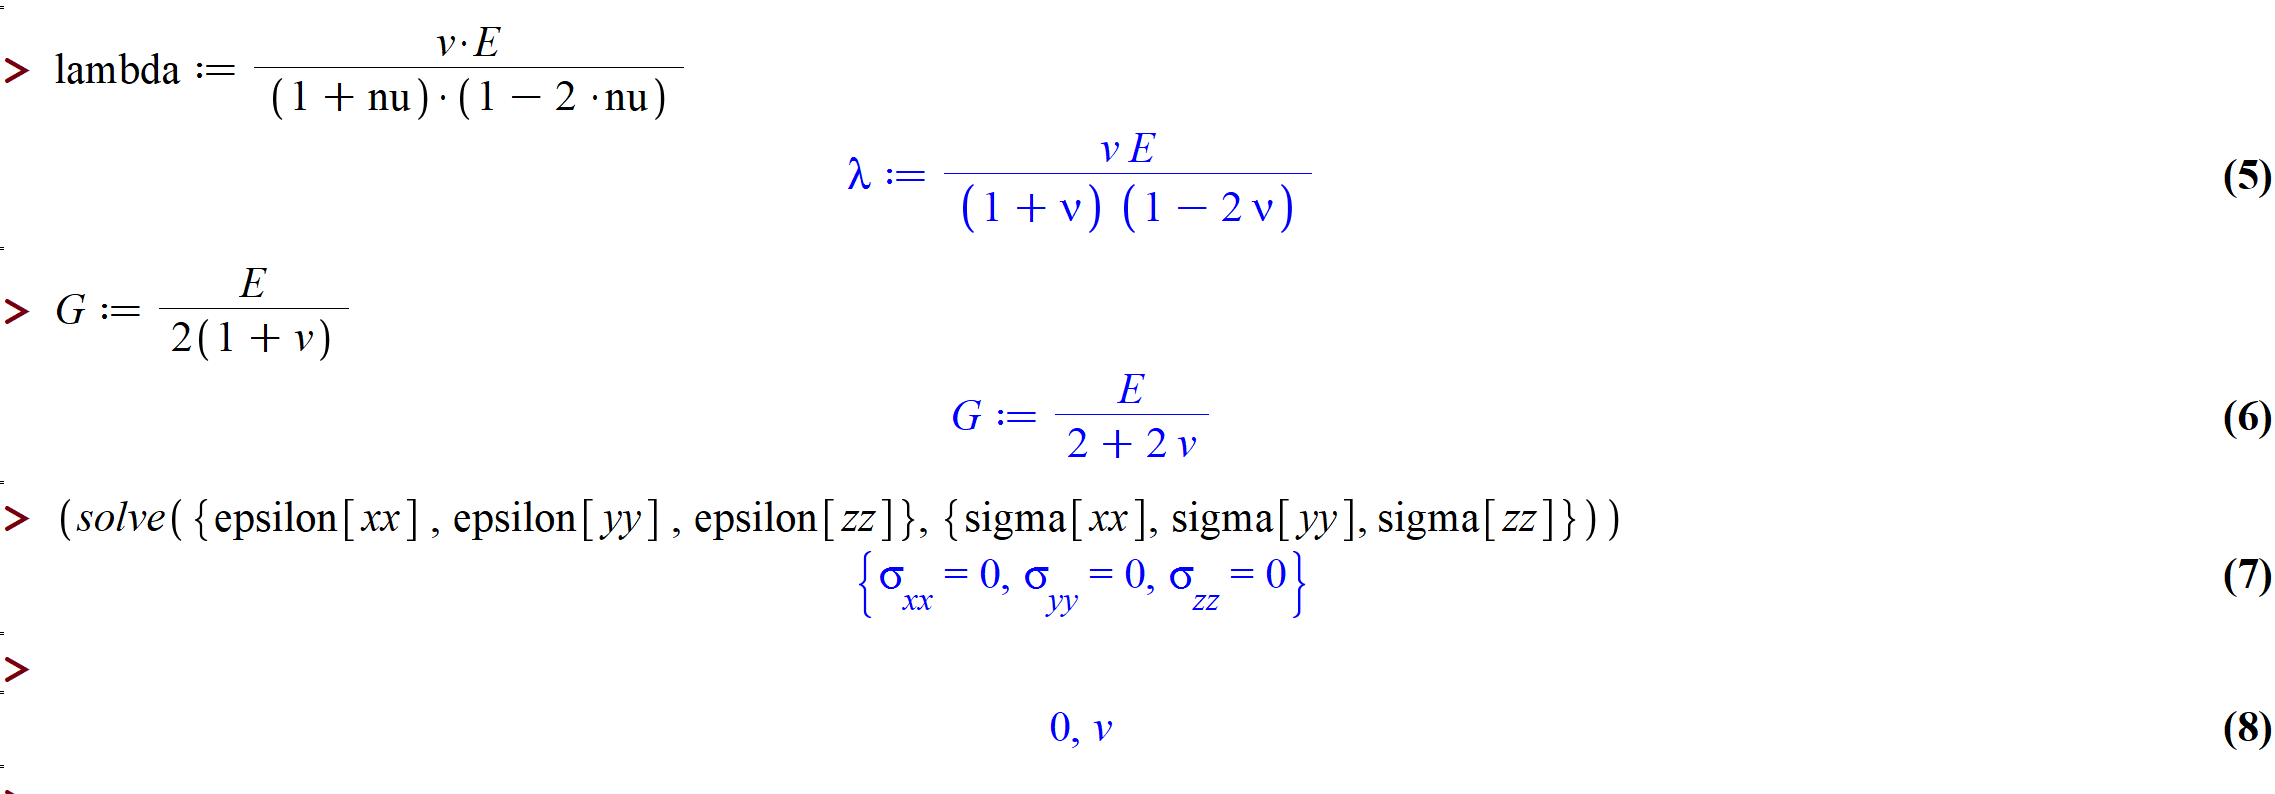 > lambda := v·E / ((1 + nu)·(1 − 2 ·nu))
λ := v E / ((1 + ν) (1 − 2 ν)) (5)
> G := E / (2(1 + v))
G := E / (2 + 2 v) (6)
> (solve({epsilon[xx] , epsilon[yy] , epsilon[zz]}, {sigma[xx], sigma[yy], sigma[zz]}))
{σ_xx = 0, σ_yy = 0, σ_zz = 0} (7)
>
0, v (8)